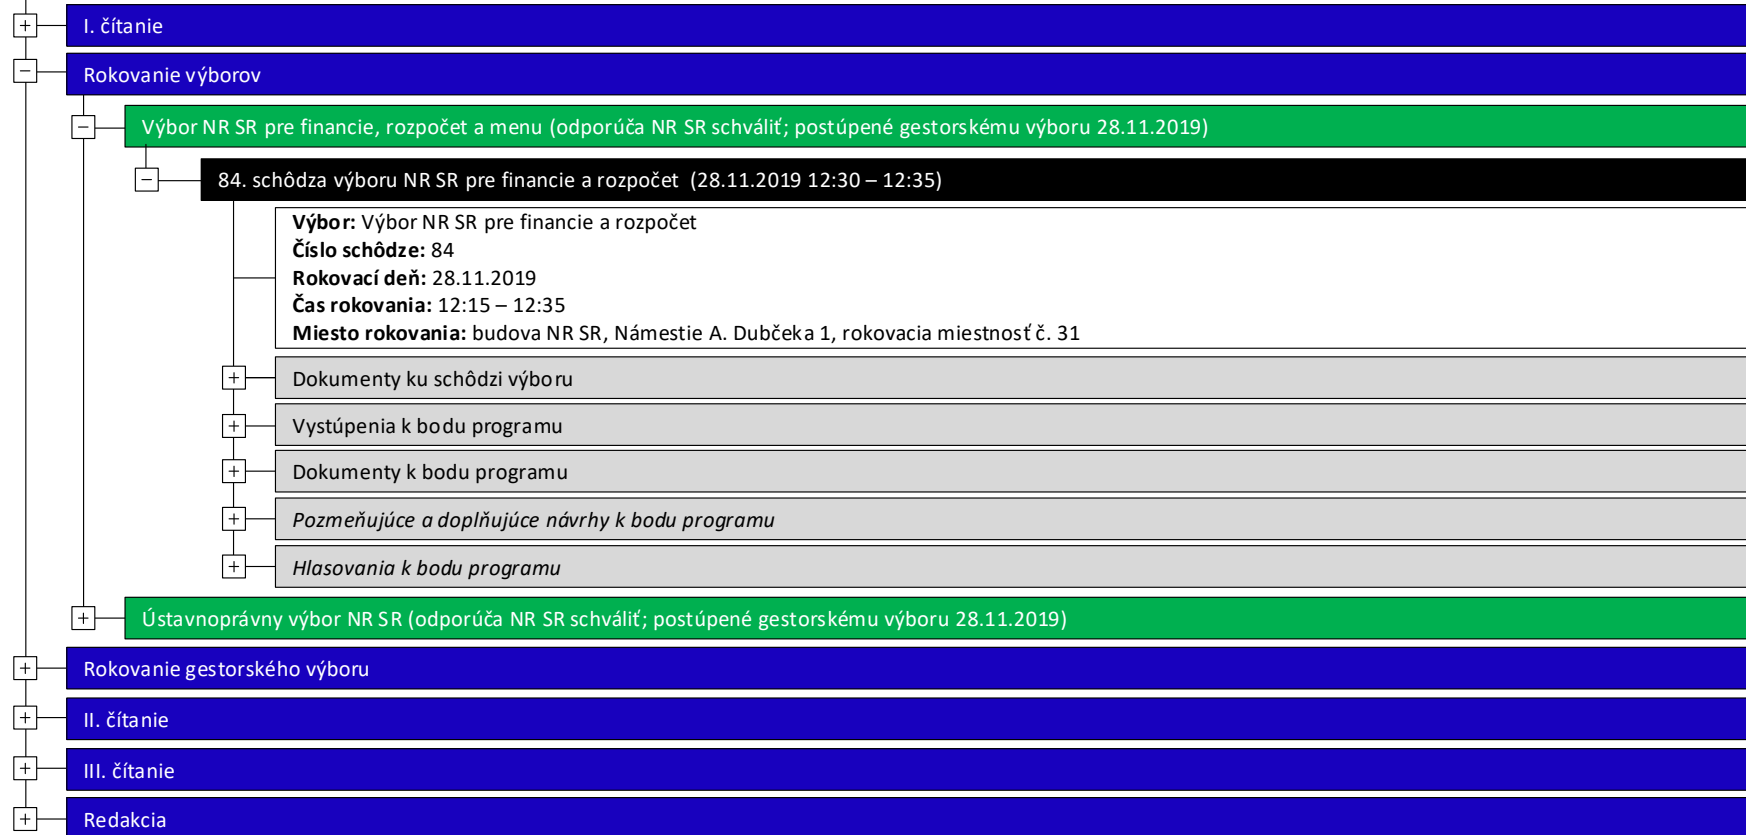 I. čítanie
Rokovanie výborov
Výbor NR SR pre financie, rozpočet a menu (odporúča NR SR schváliť; postúpené gestorskému výboru 28.11.2019)
84. schôdza výboru NR SR pre financie a rozpočet (28.11.2019 12:30 – 12:35)
Výbor: Výbor NR SR pre financie a rozpočet
Číslo schôdze: 84
Rokovací deň: 28.11.2019
Čas rokovania: 12:15 – 12:35
Miesto rokovania: budova NR SR, Námestie A. Dubčeka 1, rokovacia miestnosť č. 31
Dokumenty ku schôdzi výboru
Vystúpenia k bodu programu
Dokumenty k bodu programu
Pozmeňujúce a doplňujúce návrhy k bodu programu
Hlasovania k bodu programu
Ústavnoprávny výbor NR SR (odporúča NR SR schváliť; postúpené gestorskému výboru 28.11.2019)
Rokovanie gestorského výboru
II. čítanie
III. čítanie
Redakcia